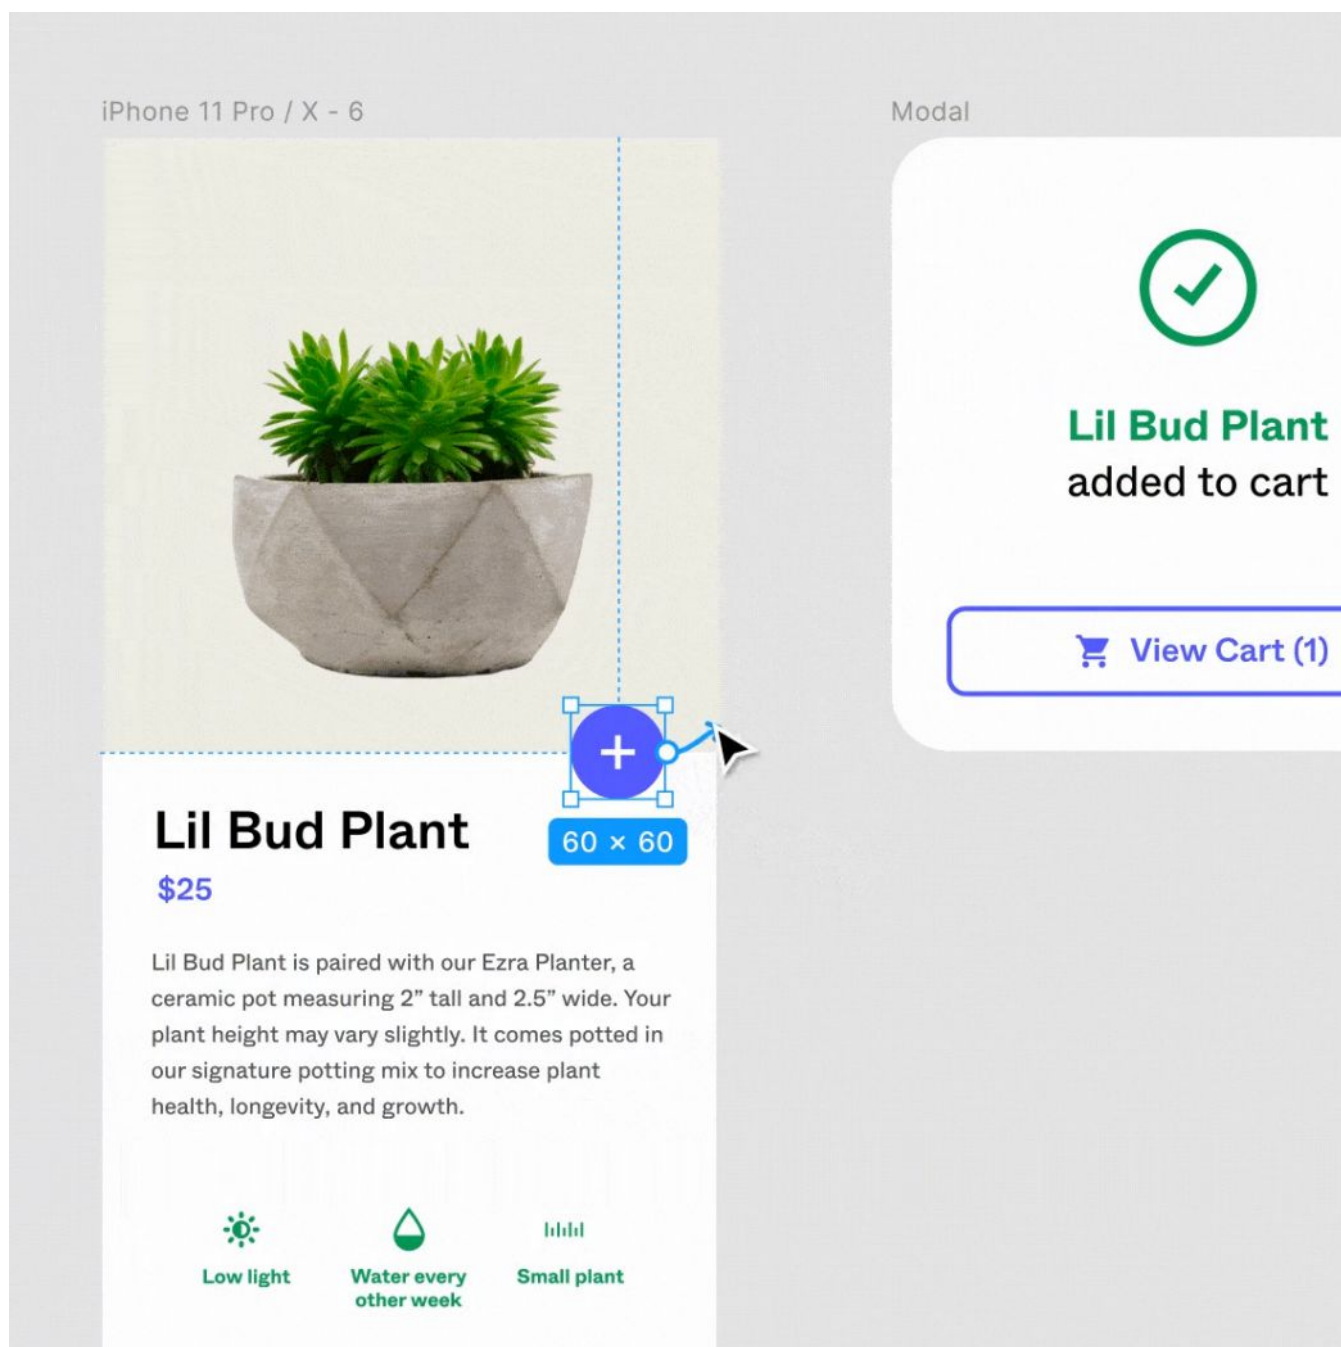 iPhone 11 Pro / X - 6
Modal
Lil Bud Plant
added to cart
View Cart (1)
60 × 60
Lil Bud Plant
$25
Lil Bud Plant is paired with our Ezra Planter, a
ceramic pot measuring 2” tall and 2.5” wide. Your
plant height may vary slightly. It comes potted in
our signature potting mix to increase plant
health, longevity, and growth.
Low light
Water every
other week
Small plant